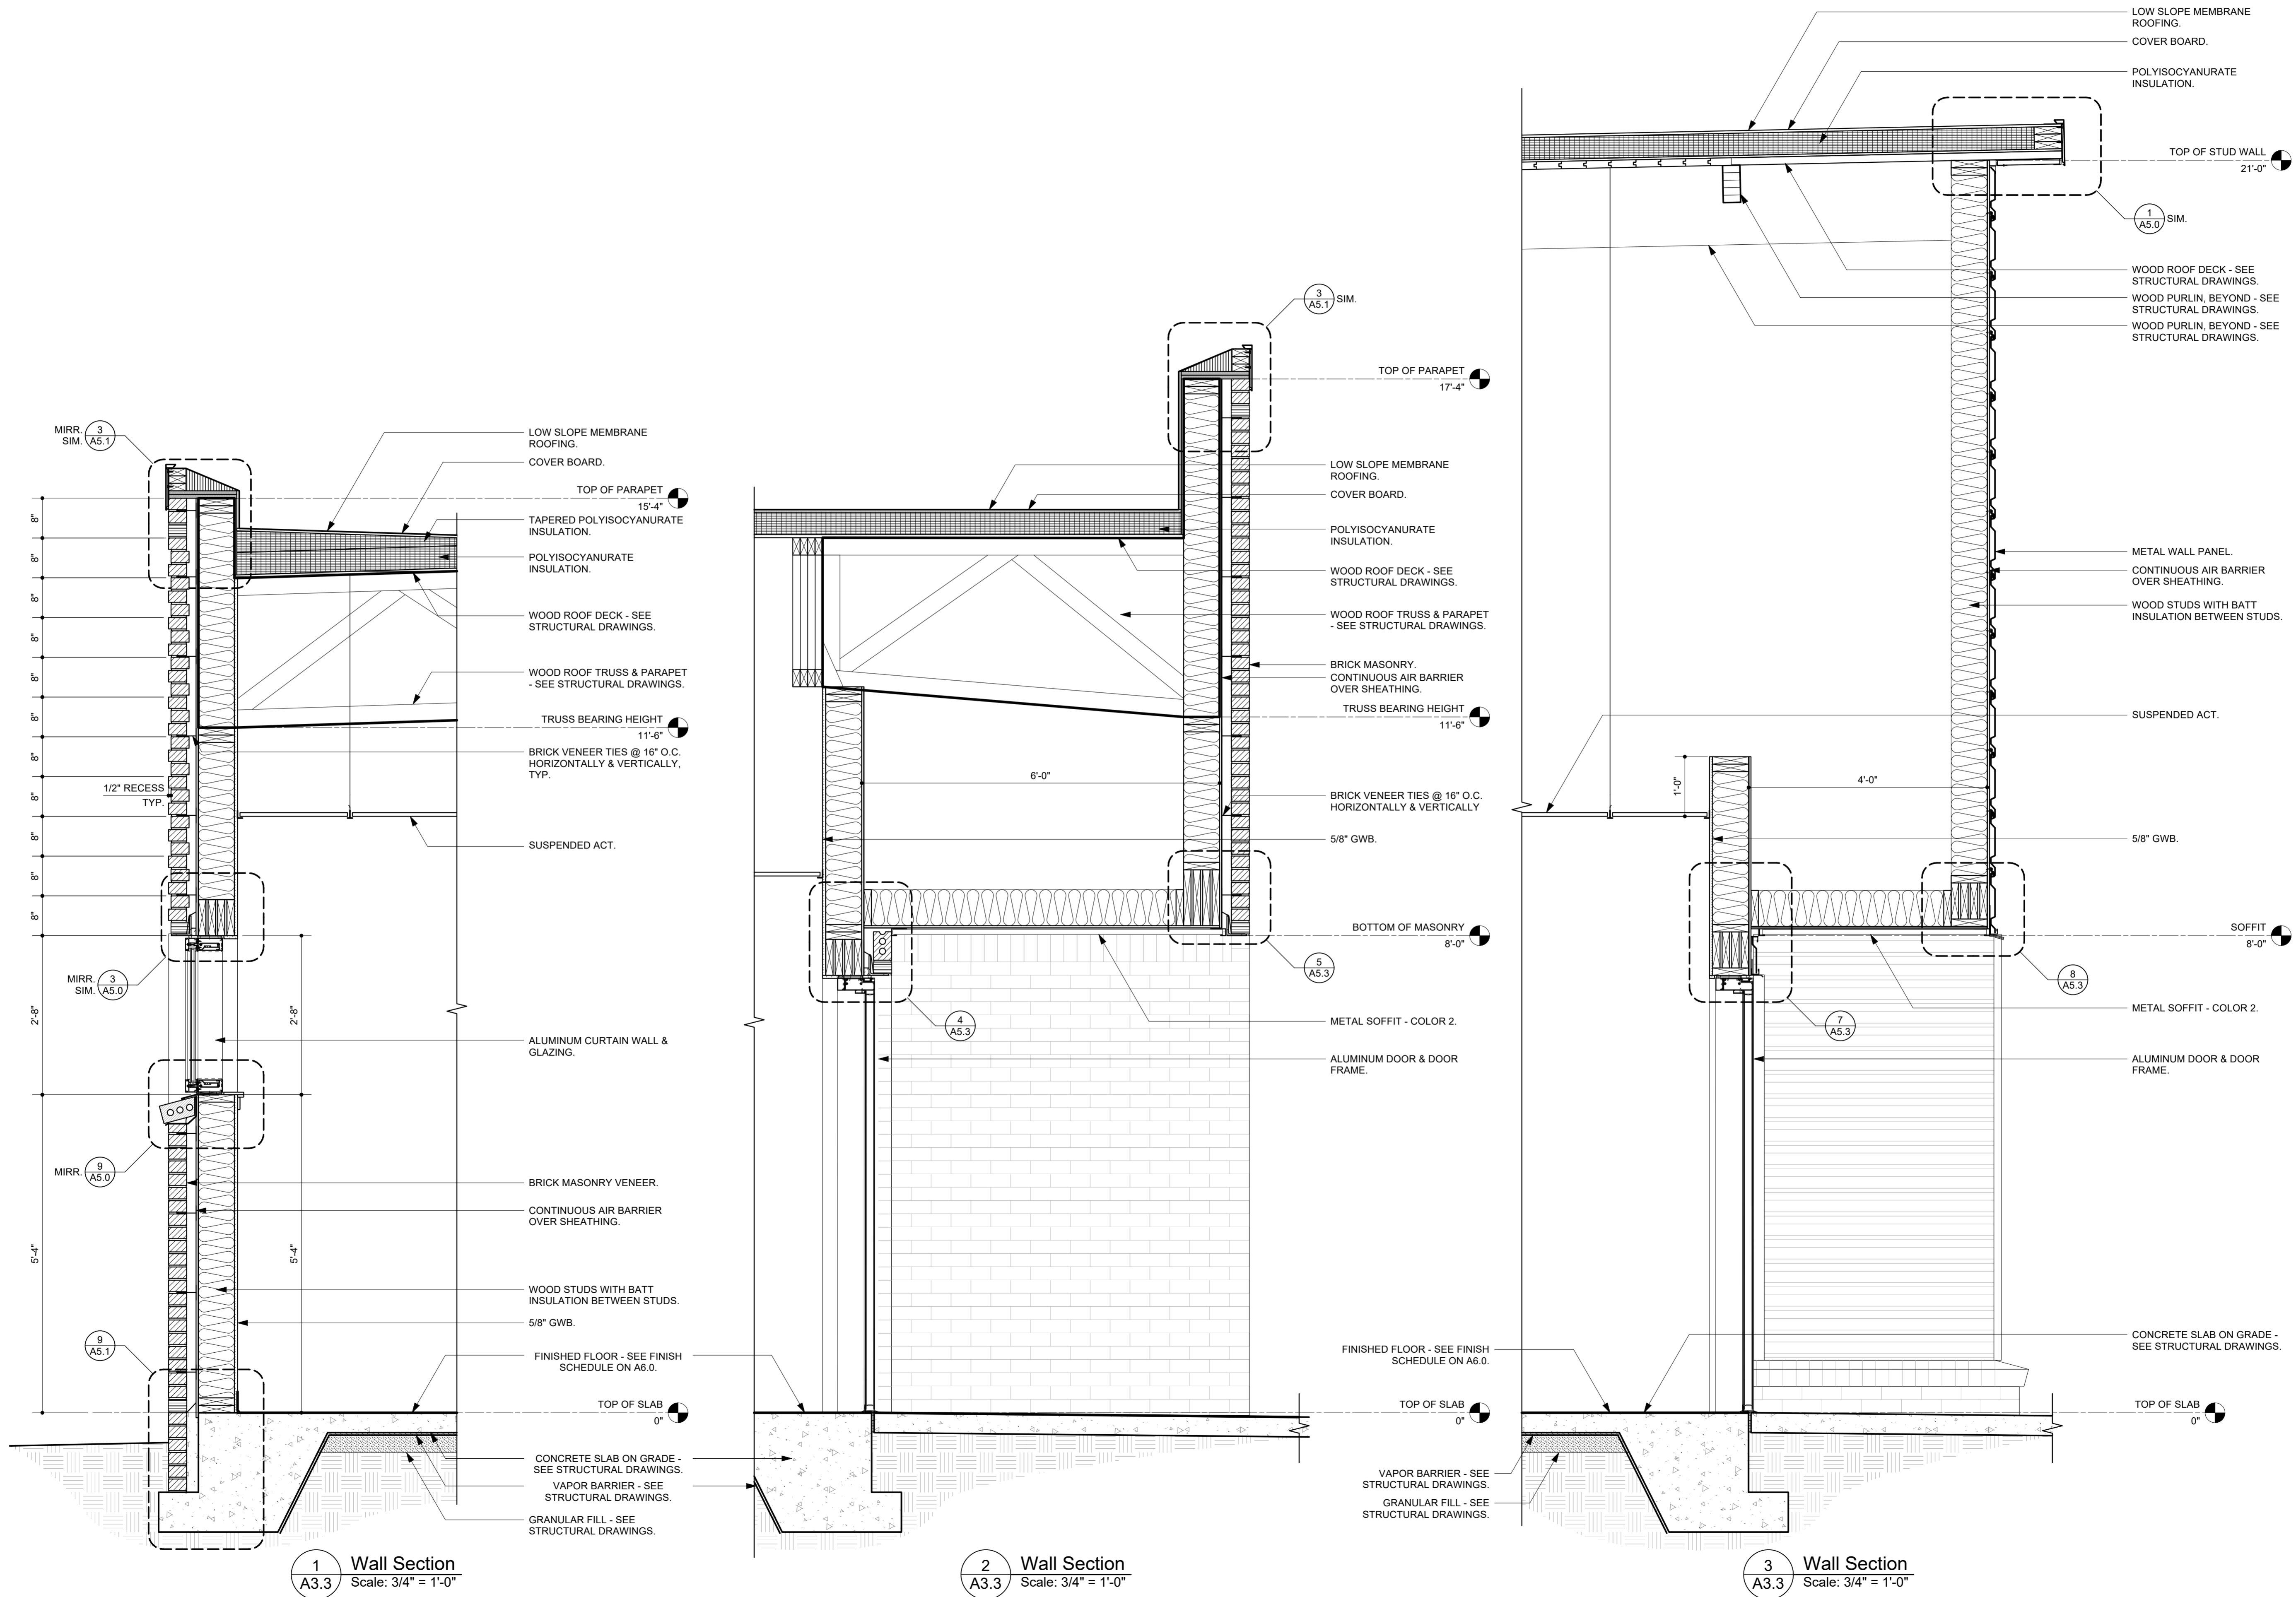 MIRR.
SIM.
3
A5.1
LOW SLOPE MEMBRANE
ROOFING.
COVER BOARD.
TOP OF PARAPET
15'-4"
TAPERED POLYISOCYANURATE
INSULATION.
POLYISOCYANURATE
INSULATION.
WOOD ROOF DECK - SEE
STRUCTURAL DRAWINGS.
WOOD ROOF TRUSS & PARAPET
- SEE STRUCTURAL DRAWINGS.
TRUSS BEARING HEIGHT
11'-6"
BRICK VENEER TIES @ 16" O.C.
HORIZONTALLY & VERTICALLY,
TYP.
8"
8"
8"
8"
8"
8"
8"
8"
8"
8"
8"
1/2" RECESS
TYP.
SUSPENDED ACT.
MIRR.
SIM.
3
A5.0
2'-8"
2'-8"
ALUMINUM CURTAIN WALL &
GLAZING.
MIRR.
9
A5.0
BRICK MASONRY VENEER.
CONTINUOUS AIR BARRIER
OVER SHEATHING.
5'-4"
5'-4"
WOOD STUDS WITH BATT
INSULATION BETWEEN STUDS.
5/8" GWB.
9
A5.1
FINISHED FLOOR - SEE FINISH
SCHEDULE ON A6.0.
TOP OF SLAB
0"
CONCRETE SLAB ON GRADE -
SEE STRUCTURAL DRAWINGS.
VAPOR BARRIER - SEE
STRUCTURAL DRAWINGS.
GRANULAR FILL - SEE
STRUCTURAL DRAWINGS.
1
A3.3
Wall Section
Scale: 3/4" = 1'-0"
3
A5.1
SIM.
TOP OF PARAPET
17'-4"
LOW SLOPE MEMBRANE
ROOFING.
COVER BOARD.
POLYISOCYANURATE
INSULATION.
WOOD ROOF DECK - SEE
STRUCTURAL DRAWINGS.
WOOD ROOF TRUSS & PARAPET
- SEE STRUCTURAL DRAWINGS.
BRICK MASONRY.
CONTINUOUS AIR BARRIER
OVER SHEATHING.
TRUSS BEARING HEIGHT
11'-6"
6'-0"
BRICK VENEER TIES @ 16" O.C.
HORIZONTALLY & VERTICALLY
5/8" GWB.
BOTTOM OF MASONRY
8'-0"
5
A5.3
4
A5.3
METAL SOFFIT - COLOR 2.
ALUMINUM DOOR & DOOR
FRAME.
TOP OF SLAB
0"
2
A3.3
Wall Section
Scale: 3/4" = 1'-0"
LOW SLOPE MEMBRANE
ROOFING.
COVER BOARD.
POLYISOCYANURATE
INSULATION.
TOP OF STUD WALL
21'-0"
1
A5.0
SIM.
WOOD ROOF DECK - SEE
STRUCTURAL DRAWINGS.
WOOD PURLIN, BEYOND - SEE
STRUCTURAL DRAWINGS.
WOOD PURLIN, BEYOND - SEE
STRUCTURAL DRAWINGS.
METAL WALL PANEL.
CONTINUOUS AIR BARRIER
OVER SHEATHING.
WOOD STUDS WITH BATT
INSULATION BETWEEN STUDS.
SUSPENDED ACT.
1'-0"
4'-0"
5/8" GWB.
SOFFIT
8'-0"
8
A5.3
7
A5.3
METAL SOFFIT - COLOR 2.
ALUMINUM DOOR & DOOR
FRAME.
FINISHED FLOOR - SEE FINISH
SCHEDULE ON A6.0.
CONCRETE SLAB ON GRADE -
SEE STRUCTURAL DRAWINGS.
TOP OF SLAB
0"
VAPOR BARRIER - SEE
STRUCTURAL DRAWINGS.
GRANULAR FILL - SEE
STRUCTURAL DRAWINGS.
3
A3.3
Wall Section
Scale: 3/4" = 1'-0"